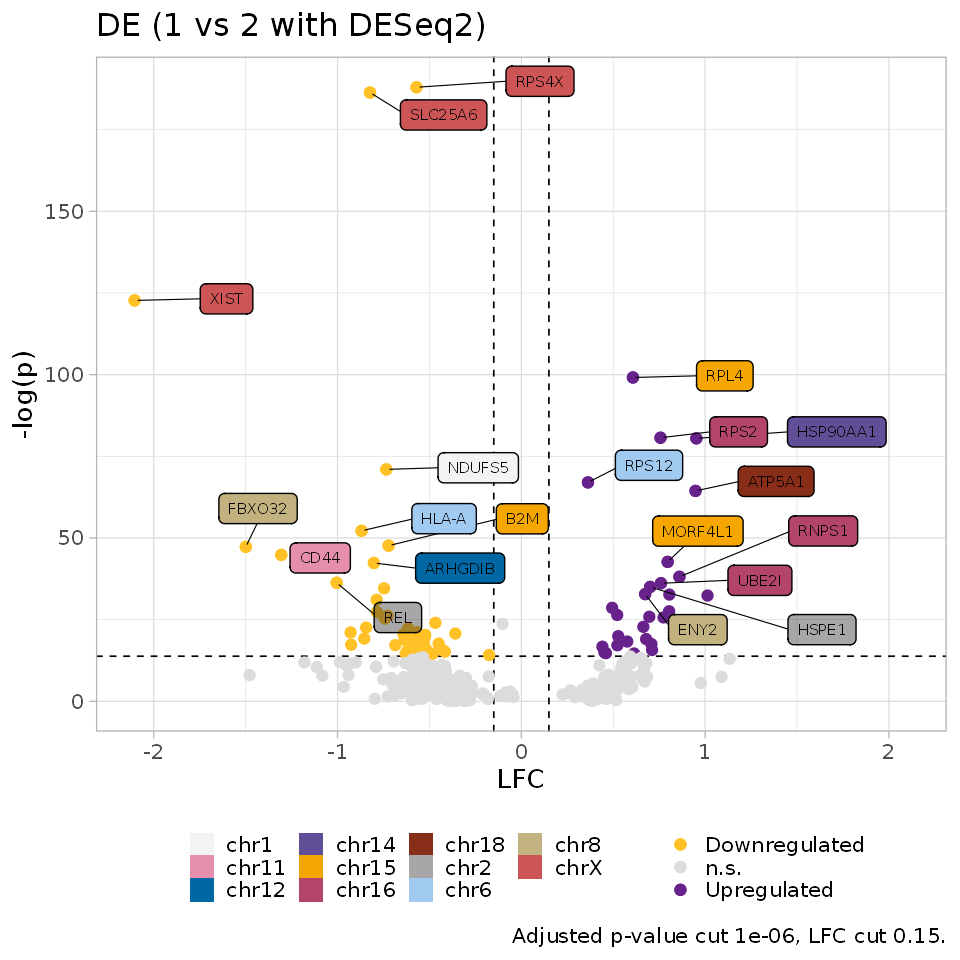 DE (1 vs 2 with DESeq2)
RPS4X
SLC25A6
150
XIST
100
RPL4
RPS2
HSP90AA1
NDUFS5
RPS12
ATP5A1
FBXO32
HLA-A
B2M
MORF4L1
RNPS1
50
CD44
ARHGDIB
UBE2I
REL
ENY2
HSPE1
0
-log(p)
-2
-1
0
1
2
LFC
chr1
chr14
chr18
chr8
Downregulated
chr11
chr15
chr2
chrX
n.s.
chr12
chr16
chr6
Upregulated
Adjusted p-value cut 1e-06, LFC cut 0.15.